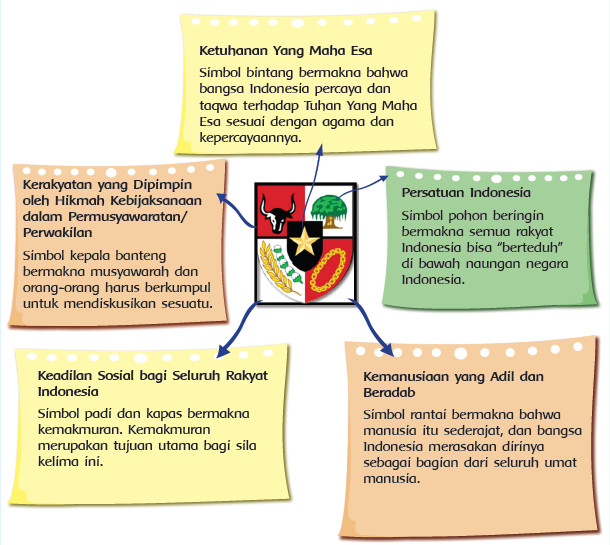 Ketuhanan Yang Maha Esa
Simbol bintang bermakna bahwa
bangsa Indonesia percaya dan
taqwa terhadap Tuhan Yang Maha
Esa sesuai dengan agama dan
kepercayaannya.
Kerakyatan yang Dipimpin
oleh Hikmah Kebijaksanaan
dalam Permusyawaratan/
Perwakilan
Simbol kepala banteng
bermakna musyawarah dan
orang-orang harus berkumpul
untuk mendiskusikan sesuatu.
Persatuan Indonesia
Simbol pohon beringin
bermakna semua rakyat
Indonesia bisa “berteduh”
di bawah naungan negara
Indonesia.
Keadilan Sosial bagi Seluruh Rakyat
Indonesia
Simbol padi dan kapas bermakna
kemakmuran. Kemakmuran
merupakan tujuan utama bagi sila
kelima ini.
Kemanusiaan yang Adil dan
Beradab
Simbol rantai bermakna bahwa
manusia itu sederajat, dan bangsa
Indonesia merasakan dirinya
sebagai bagian dari seluruh umat
manusia.